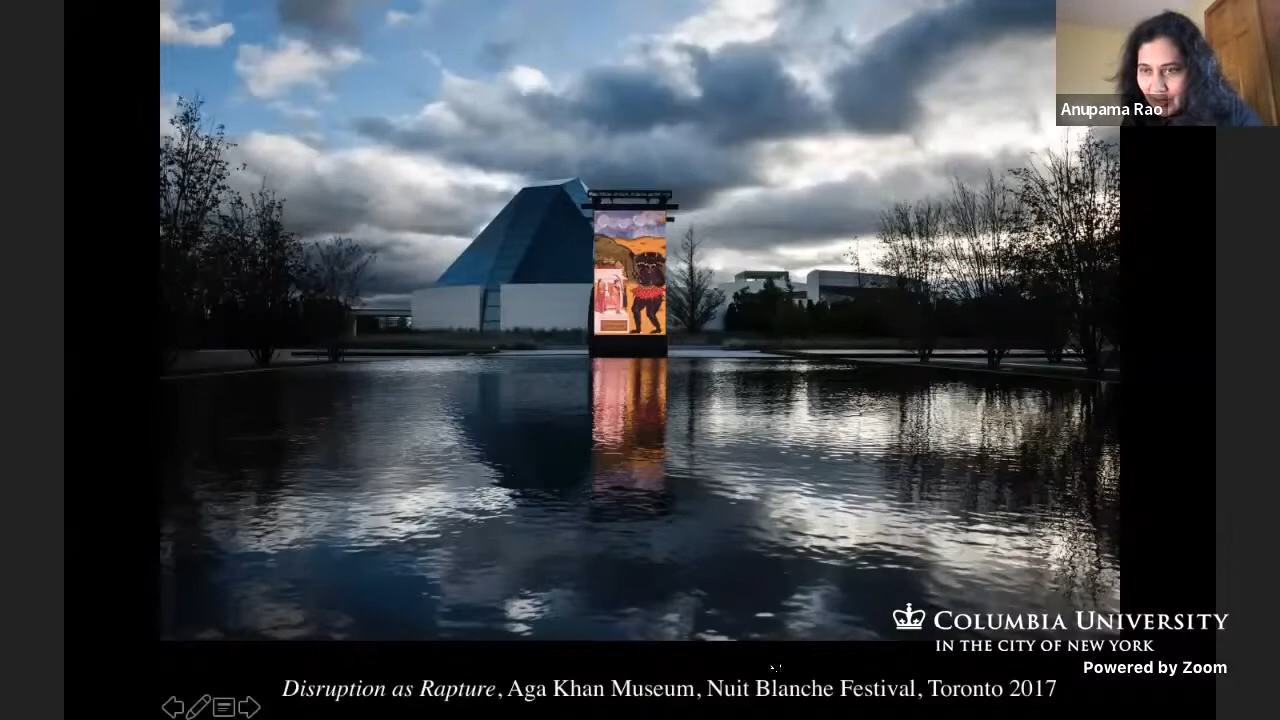 Anupama Rao
COLUMBIA UNIVERSITY
IN THE CITY OF NEW YORK
Powered by Zoom
Disruption as Rapture, Aga Khan Museum, Nuit Blanche Festival, Toronto 2017